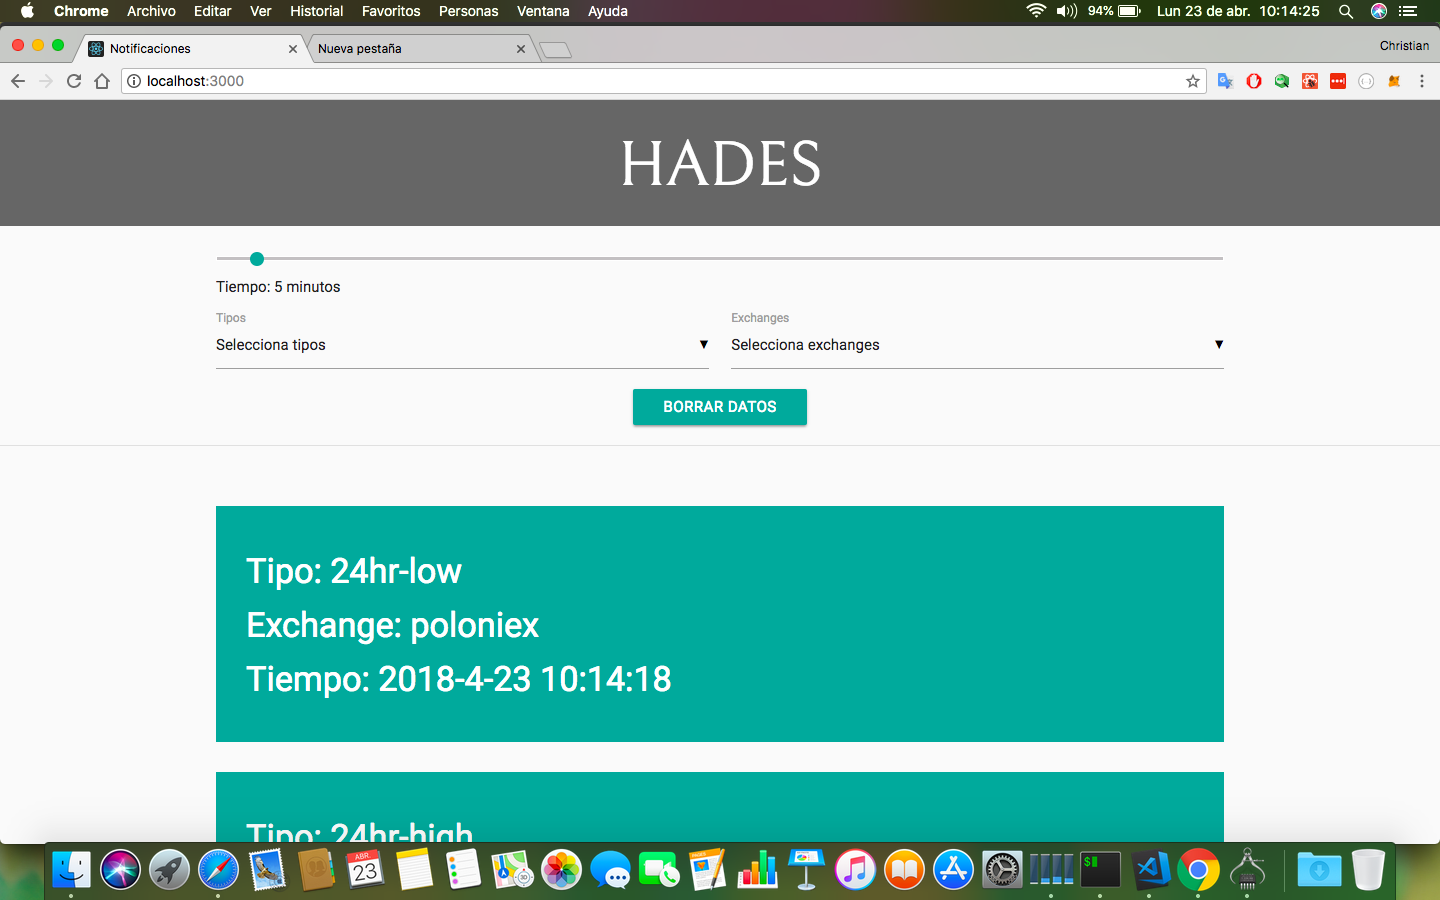 Chrome Archivo Editar Ver Historial Favoritos Personas Ventana Ayuda 94% Lun 23 de abr. 10:14:25
Notificaciones Nueva pestaña Christian
localhost:3000
HADES
Tiempo: 5 minutos
Tipos Exchanges
Selecciona tipos Selecciona exchanges
BORRAR DATOS
Tipo: 24hr-low
Exchange: poloniex
Tiempo: 2018-4-23 10:14:18
Tipo: 24hr-high
ABR.
23